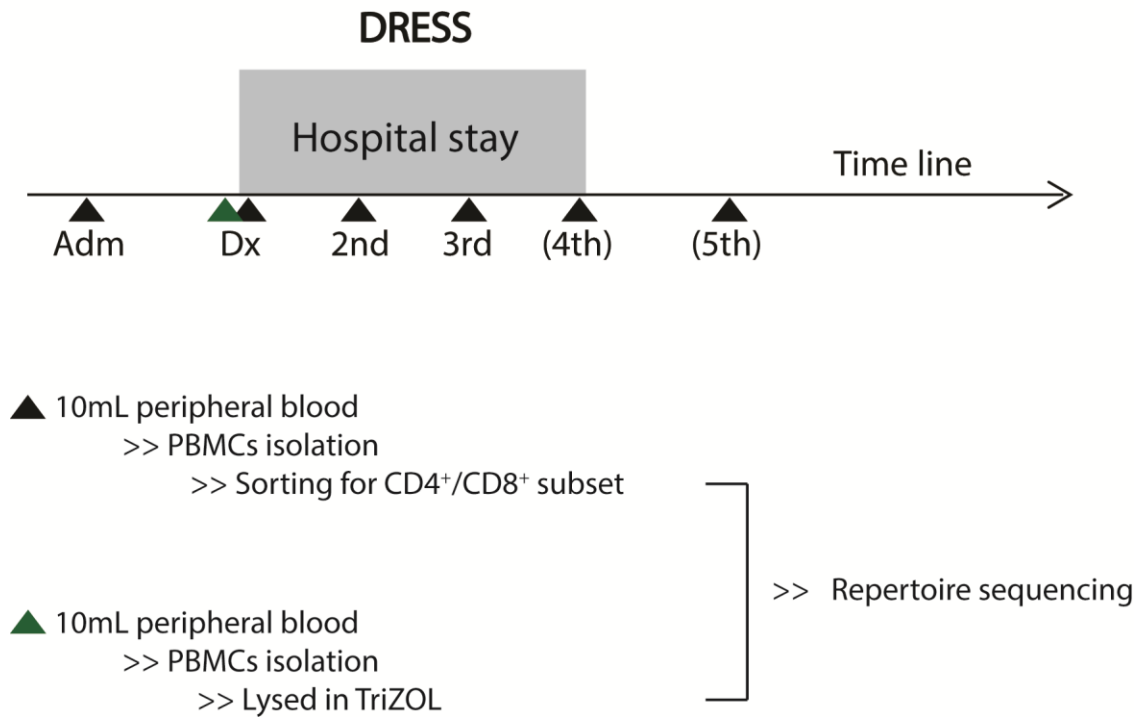 DRESS
Hospital stay
Time line
Adm Dx 2nd 3rd (4th) (5th)
10mL peripheral blood
>> PBMCs isolation
>> Sorting for CD4⁺/CD8⁺ subset
>> Repertoire sequencing
10mL peripheral blood
>> PBMCs isolation
>> Lysed in TriZOL